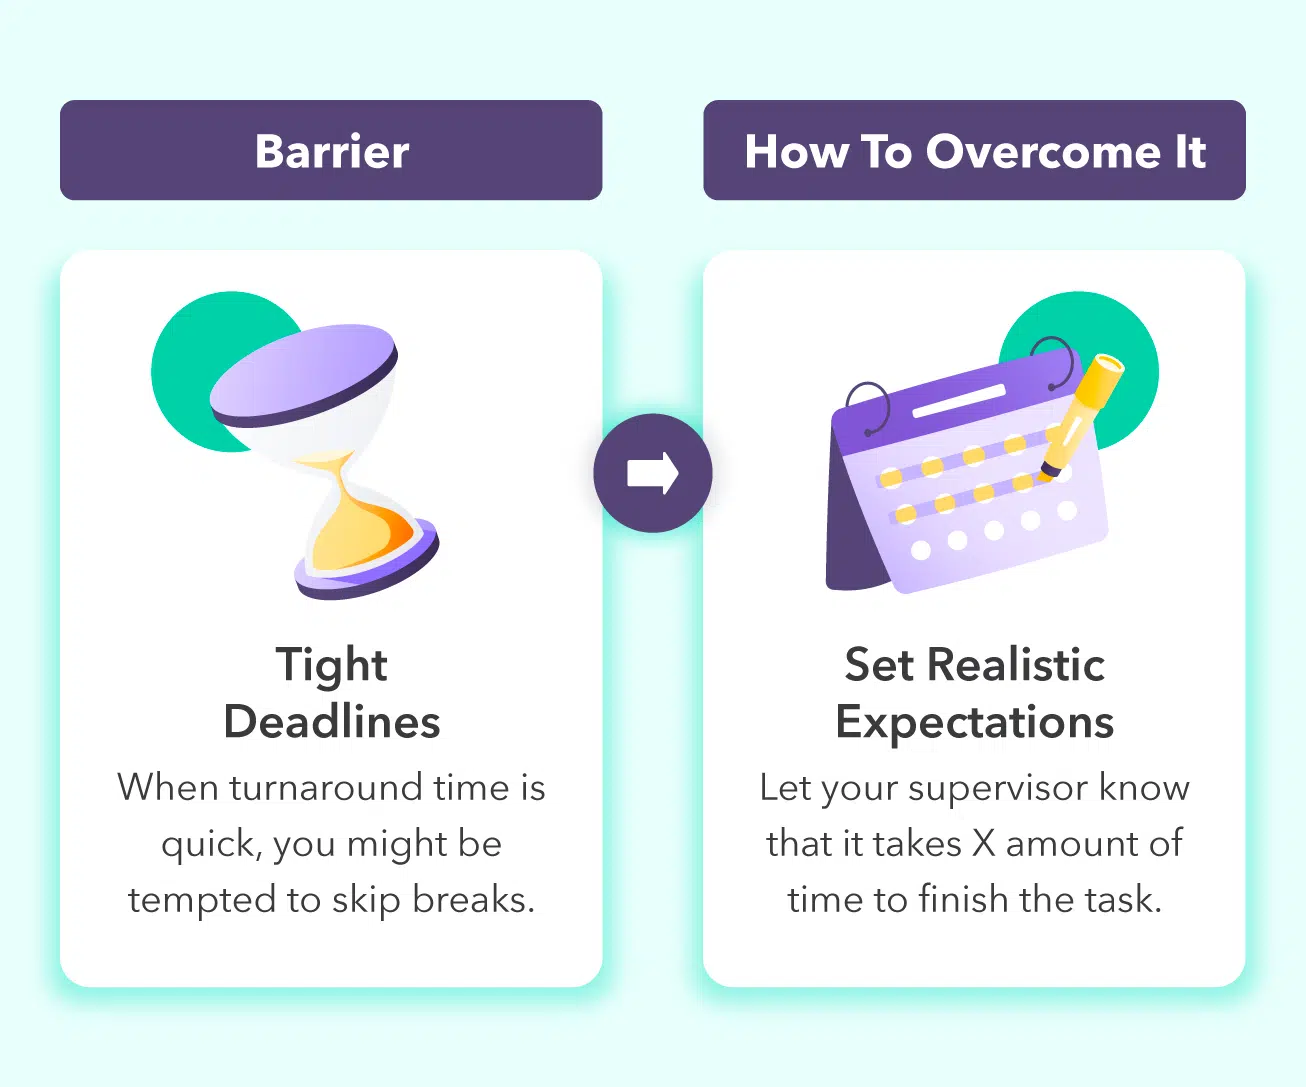 Barrier
How To Overcome It
Tight
Deadlines
When turnaround time is
quick, you might be
tempted to skip breaks.
Set Realistic
Expectations
Let your supervisor know
that it takes X amount of
time to finish the task.